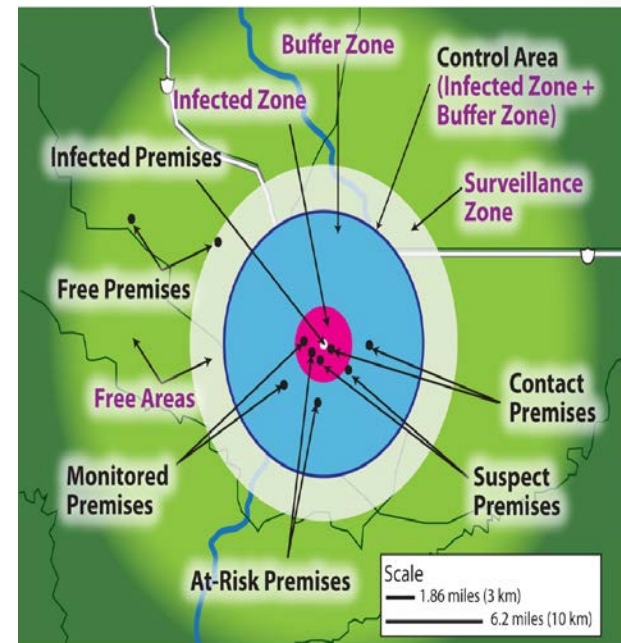 Buffer Zone
Control Area
(Infected Zone +
Buffer Zone)
Infected Zone
Infected Premises
Surveillance
Zone
Free Premises
Free Areas
Contact
Premises
Monitored
Premises
Suspect
Premises
At-Risk Premises
Scale
1.86 miles (3 km)
6.2 miles (10 km)